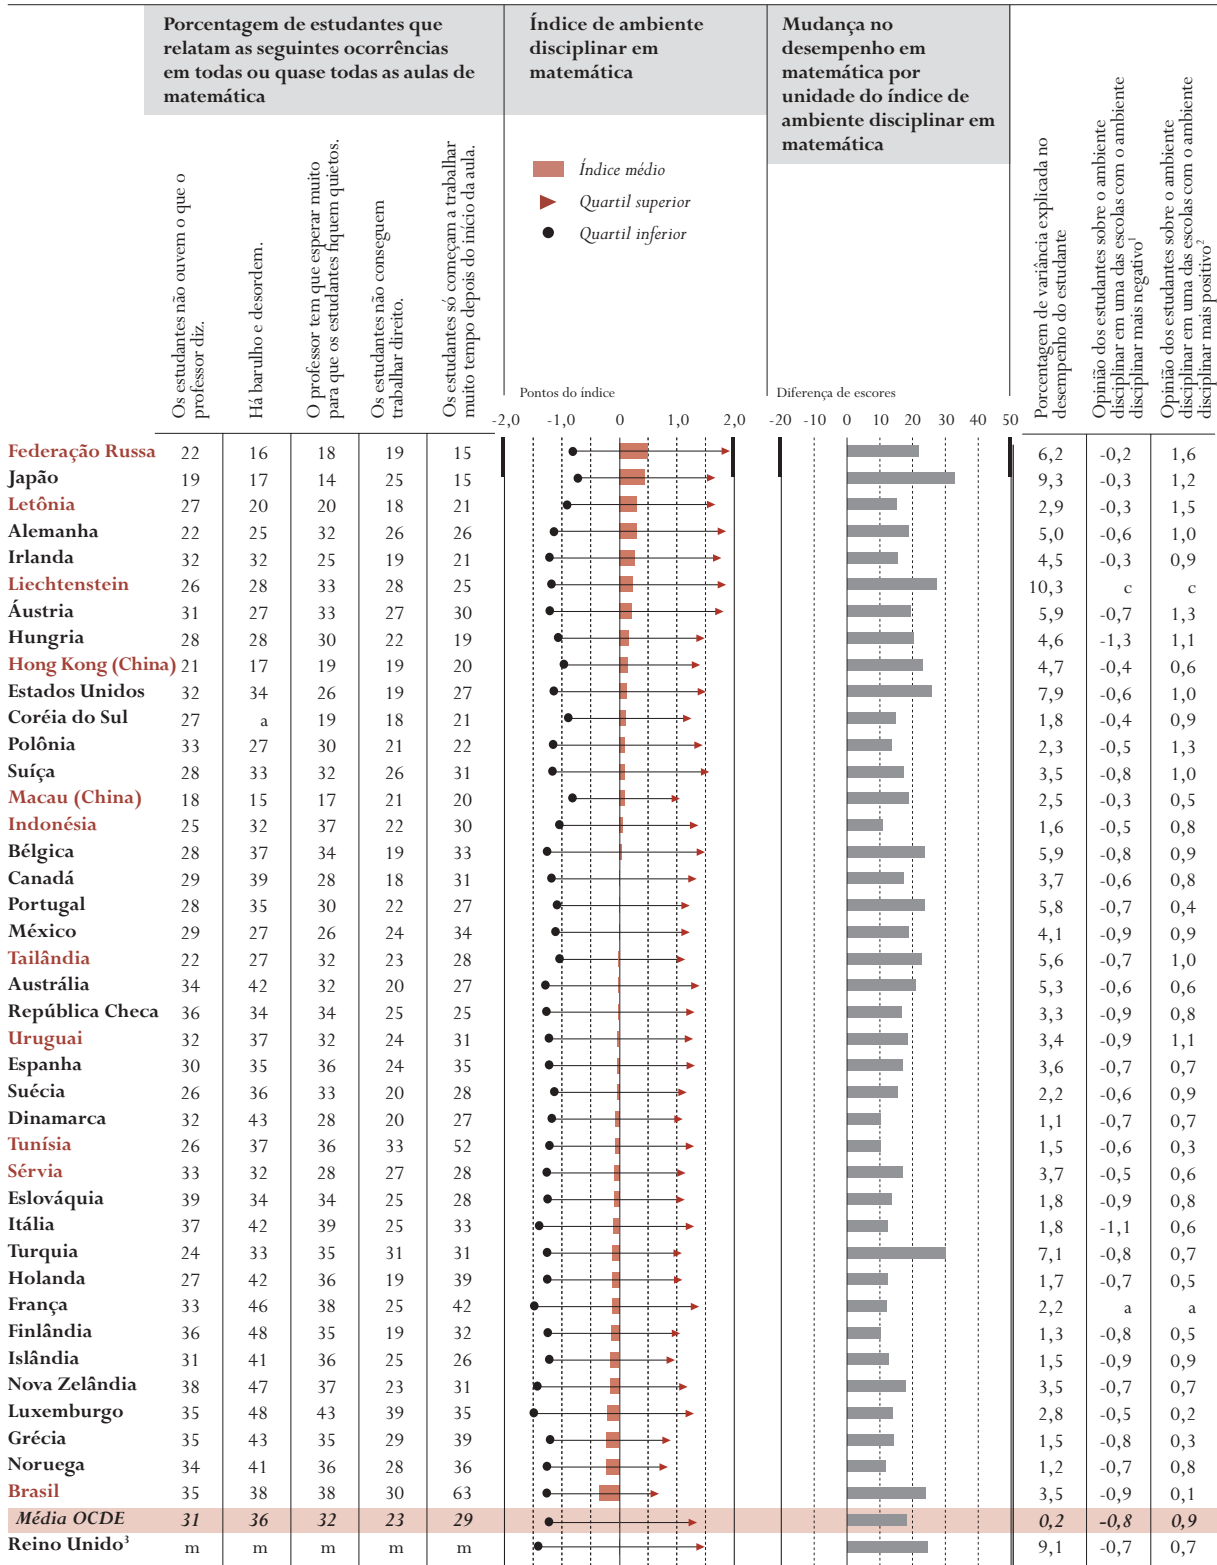 Porcentagem de estudantes que
relatam as seguintes ocorrências
em todas ou quase todas as aulas de
matemática
Índice de ambiente
disciplinar em
matemática
Mudança no
desempenho em
matemática por
unidade do índice de
ambiente disciplinar em
matemática
Os estudantes não ouvem o que o
professor diz.
Há barulho e desordem.
O professor tem que esperar muito
para que os estudantes fiquem quietos.
Os estudantes não conseguem
trabalhar direito.
Os estudantes só começam a trabalhar
muito tempo depois do início da aula.
Índice médio
Quartil superior
Quartil inferior
Porcentagem de variância explicada no
desempenho do estudante
Opinião dos estudantes sobre o ambiente
disciplinar em uma das escolas com o ambiente
disciplinar mais negativo1
Opinião dos estudantes sobre o ambiente
disciplinar em uma das escolas com o ambiente
disciplinar mais positivo2
Pontos do índice
Diferença de escores
-2,0 -1,0 0 1,0 2,0
-20 -10 0 10 20 30 40 50
Federação Russa 22 16 18 19 15 6,2 -0,2 1,6
Japão 19 17 14 25 15 9,3 -0,3 1,2
Letônia 27 20 20 18 21 2,9 -0,3 1,5
Alemanha 22 25 32 26 26 5,0 -0,6 1,0
Irlanda 32 32 25 19 21 4,5 -0,3 0,9
Liechtenstein 26 28 33 28 25 10,3 c c
Áustria 31 27 33 27 30 5,9 -0,7 1,3
Hungria 28 28 30 22 19 4,6 -1,3 1,1
Hong Kong (China) 21 17 19 19 20 4,7 -0,4 0,6
Estados Unidos 32 34 26 19 27 7,9 -0,6 1,0
Coréia do Sul 27 a 19 18 21 1,8 -0,4 0,9
Polônia 33 27 30 21 22 2,3 -0,5 1,3
Suíça 28 33 32 26 31 3,5 -0,8 1,0
Macau (China) 18 15 17 21 20 2,5 -0,3 0,5
Indonésia 25 32 37 22 30 1,6 -0,5 0,8
Bélgica 28 37 34 19 33 5,9 -0,8 0,9
Canadá 29 39 28 18 31 3,7 -0,6 0,8
Portugal 28 35 30 22 27 5,8 -0,7 0,4
México 29 27 26 24 34 4,1 -0,9 0,9
Tailândia 22 27 32 23 28 5,6 -0,7 1,0
Austrália 34 42 32 20 27 5,3 -0,6 0,6
República Checa 36 34 34 25 25 3,3 -0,9 0,8
Uruguai 32 37 32 24 31 3,4 -0,9 1,1
Espanha 30 35 36 24 35 3,6 -0,7 0,7
Suécia 26 36 33 20 28 2,2 -0,6 0,9
Dinamarca 32 43 28 20 27 1,1 -0,7 0,7
Tunísia 26 37 36 33 52 1,5 -0,6 0,3
Sérvia 33 32 28 27 28 3,7 -0,5 0,6
Eslováquia 39 34 34 25 28 1,8 -0,9 0,8
Itália 37 42 39 25 33 1,8 -1,1 0,6
Turquia 24 33 35 31 31 7,1 -0,8 0,7
Holanda 27 42 36 19 39 1,7 -0,7 0,5
França 33 46 38 25 42 2,2 a a
Finlândia 36 48 35 19 32 1,3 -0,8 0,5
Islândia 31 41 36 25 26 1,5 -0,9 0,9
Nova Zelândia 38 47 37 23 31 3,5 -0,7 0,7
Luxemburgo 35 48 43 39 35 2,8 -0,5 0,2
Grécia 35 43 35 29 39 1,5 -0,8 0,3
Noruega 34 41 36 28 36 1,2 -0,7 0,8
Brasil 35 38 38 30 63 3,5 -0,9 0,1
Média OCDE 31 36 32 23 29 0,2 -0,8 0,9
Reino Unido3 m m m m m 9,1 -0,7 0,7